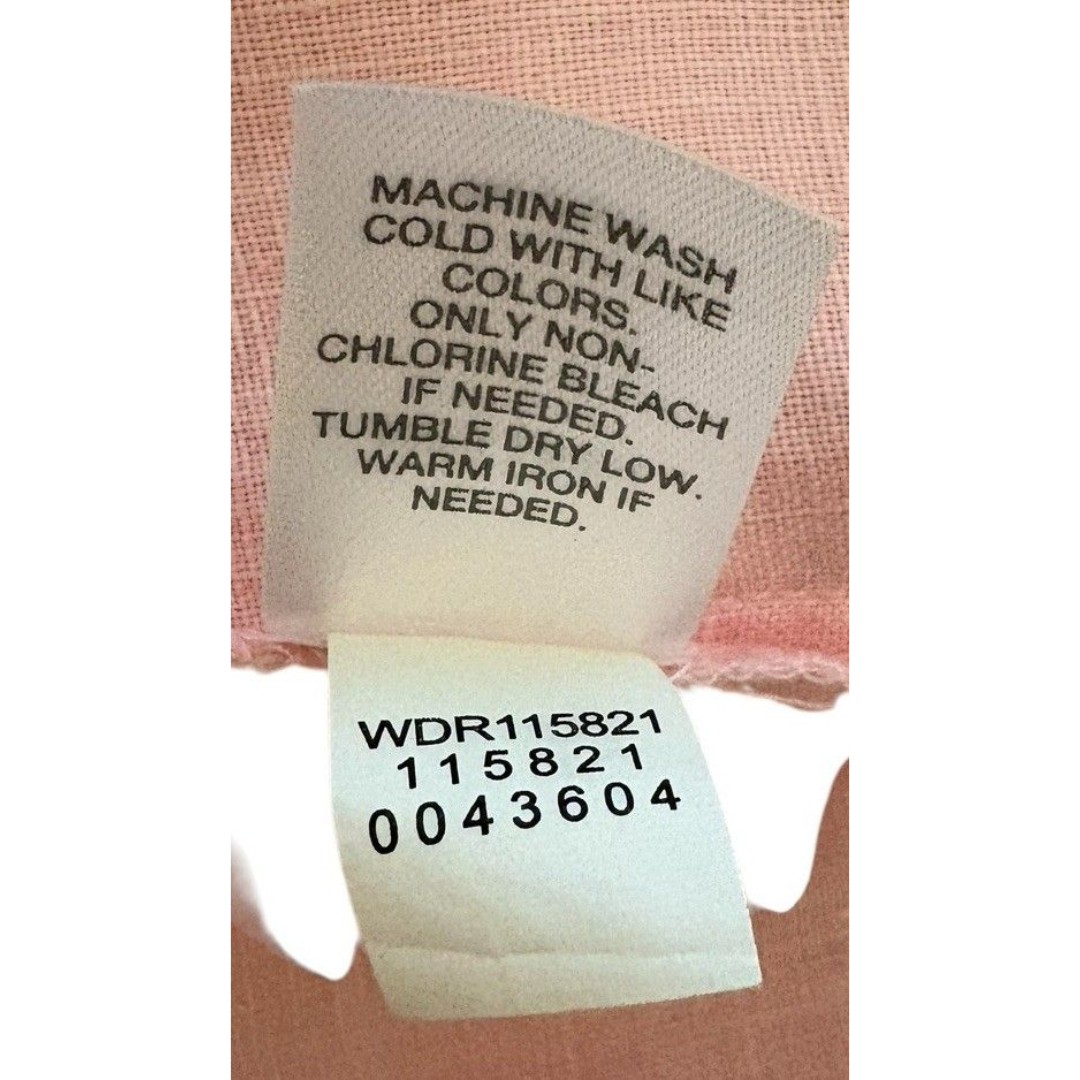 MACHINE WASH
COLD WITH LIKE
COLORS.
ONLY NON-
CHLORINE BLEACH
IF NEEDED.
TUMBLE DRY LOW.
WARM IRON IF
NEEDED.
WDR115821
115821
0043604